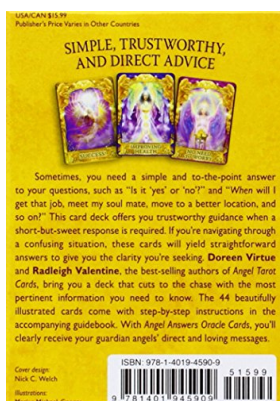 USA/CAN $15.99
Publisher's Price Varies in Other Countries
SIMPLE, TRUSTWORTHY,
AND DIRECT ADVICE
SUCCESS
Sometimes, you need a simple and to-the-point answer
to your questions, such as "Is it 'yes' or 'no'?" and "When will I
get that job, meet my soul mate, move to a better location, and
so on?" This card deck offers you trustworthy guidance when a
short-but-sweet response is required. If you're navigating through
a confusing situation, these cards will yield straightforward
answers to give you the clarity you're seeking. Doreen Virtue
and Radleigh Valentine, the best-selling authors of Angel Tarot
Cards, bring you a deck that cuts to the chase with the most
pertinent information you need to know. The 44 beautifully
illustrated cards come with step-by-step instructions in the
accompanying guidebook. With Angel Answers Oracle Cards, you'll
clearly receive your guardian angels' direct and loving messages.
Cover design:
Nick C. Welch
Illustrations:
ISBN: 978-1-4019-4590-9
51599
9 781401 945909